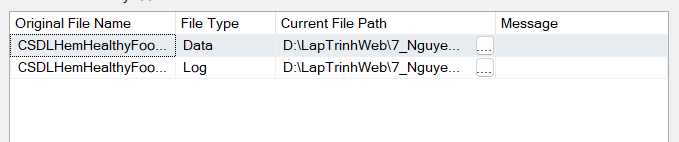 Original File Name File Type Current File Path Message
CSDLHemHealthyFoo... Data D:\LapTrinhWeb\7_Nguye... ....
CSDLHemHealthyFoo... Log D:\LapTrinhWeb\7_Nguye... ....